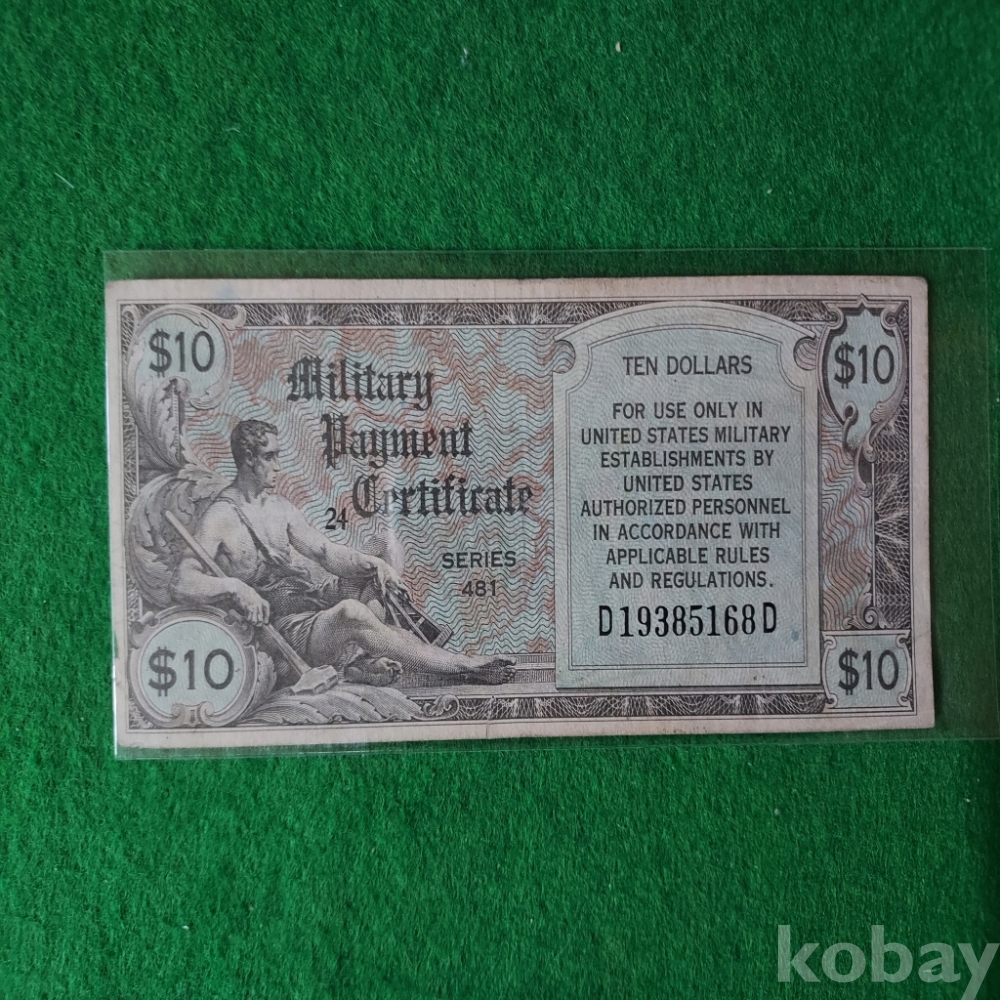 $10
Military
Payment
Certificate
24
SERIES
481
$10
TEN DOLLARS
FOR USE ONLY IN
UNITED STATES MILITARY
ESTABLISHMENTS BY
UNITED STATES
AUTHORIZED PERSONNEL
IN ACCORDANCE WITH
APPLICABLE RULES
AND REGULATIONS.
D19385168D
$10
$10
kobay